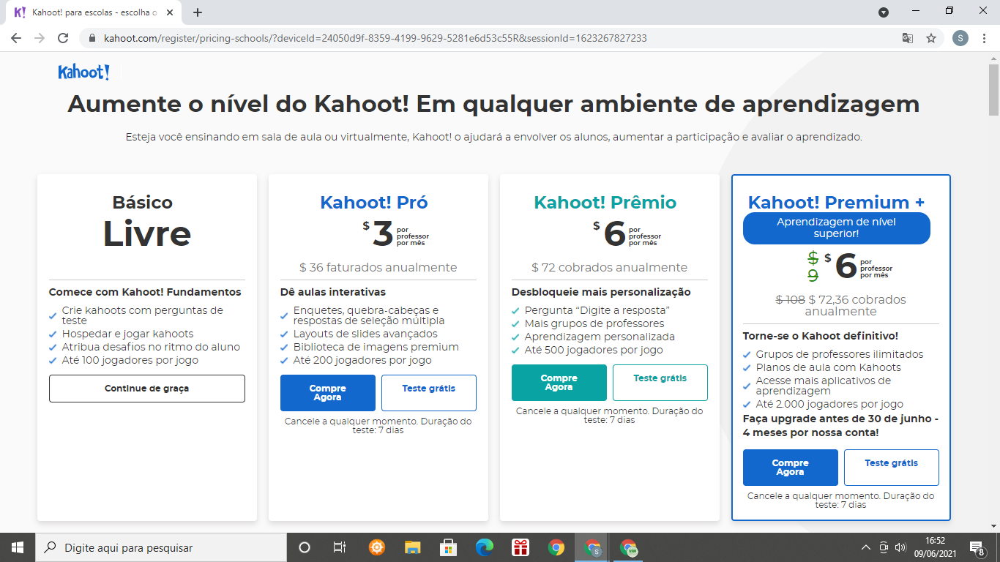 Kahoot! para escolas - escolha o
kahoot.com/register/pricing-schools/?deviceId=24050d9f-8359-4199-9629-5281e6d53c55R&sessionId=1623267827233
S
Kahoot!
Aumente o nível do Kahoot! Em qualquer ambiente de aprendizagem
Esteja você ensinando em sala de aula ou virtualmente, Kahoot! o ajudará a envolver os alunos, aumentar a participação e avaliar o aprendizado.
Básico
Livre
Comece com Kahoot! Fundamentos
Crie kahoots com perguntas de
teste
Hospedar e jogar kahoots
Atribua desafios no ritmo do aluno
Até 100 jogadores por jogo
Continue de graça
Kahoot! Pró
$ 3 por
professor
por mês
$ 36 faturados anualmente
Dê aulas interativas
Enquetes, quebra-cabeças e
respostas de seleção múltipla
Layouts de slides avançados
Biblioteca de imagens premium
Até 200 jogadores por jogo
Compre
Agora
Teste grátis
Cancele a qualquer momento. Duração do
teste: 7 dias
Kahoot! Prêmio
$ 6 por
professor
por mês
$ 72 cobrados anualmente
Desbloqueie mais personalização
Pergunta “Digite a resposta”
Mais grupos de professores
Aprendizagem personalizada
Até 500 jogadores por jogo
Compre
Agora
Teste grátis
Cancele a qualquer momento. Duração do
teste: 7 dias
Kahoot! Premium +
Aprendizagem de nível
superior!
$
9
$ 6 por
professor
por mês
$ 108 $ 72,36 cobrados
anualmente
Torne-se o Kahoot definitivo!
Grupos de professores ilimitados
Planos de aula com Kahoots
Acesse mais aplicativos de
aprendizagem
Até 2.000 jogadores por jogo
Faça upgrade antes de 30 de junho -
4 meses por nossa conta!
Compre
Agora
Teste grátis
Cancele a qualquer momento. Duração do
teste: 7 dias
Digite aqui para pesquisar
S
16:52
09/06/2021
8